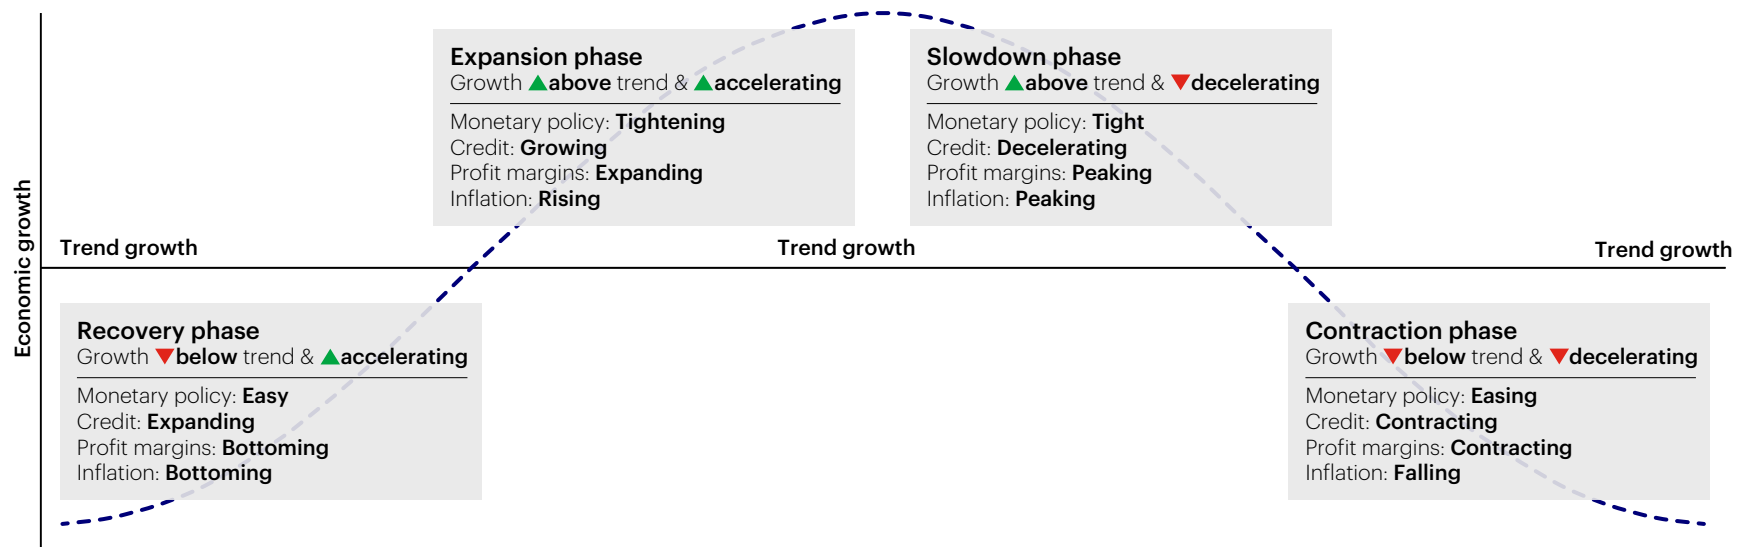 Economic growth
Expansion phase
Growth ▲above trend & ▲accelerating
Monetary policy: Tightening
Credit: Growing
Profit margins: Expanding
Inflation: Rising
Slowdown phase
Growth ▲above trend & ▼decelerating
Monetary policy: Tight
Credit: Decelerating
Profit margins: Peaking
Inflation: Peaking
Trend growth
Trend growth
Trend growth
Recovery phase
Growth ▼below trend & ▲accelerating
Monetary policy: Easy
Credit: Expanding
Profit margins: Bottoming
Inflation: Bottoming
Contraction phase
Growth ▼below trend & ▼decelerating
Monetary policy: Easing
Credit: Contracting
Profit margins: Contracting
Inflation: Falling